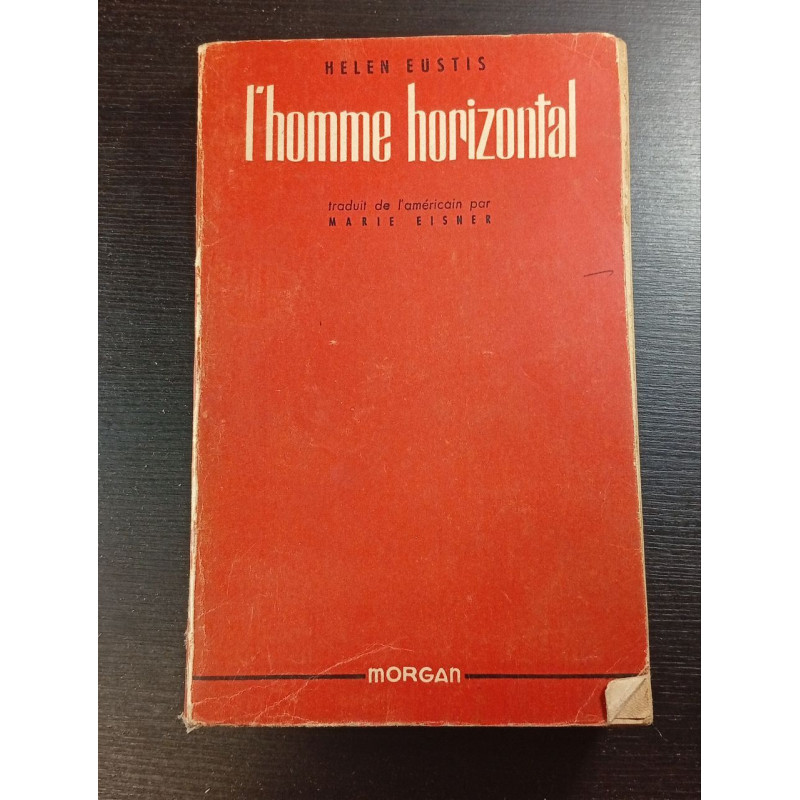 HELEN EUSTIS
l'homme horizontal
traduit de l'américain par
MARIE EISNER
MORGAN